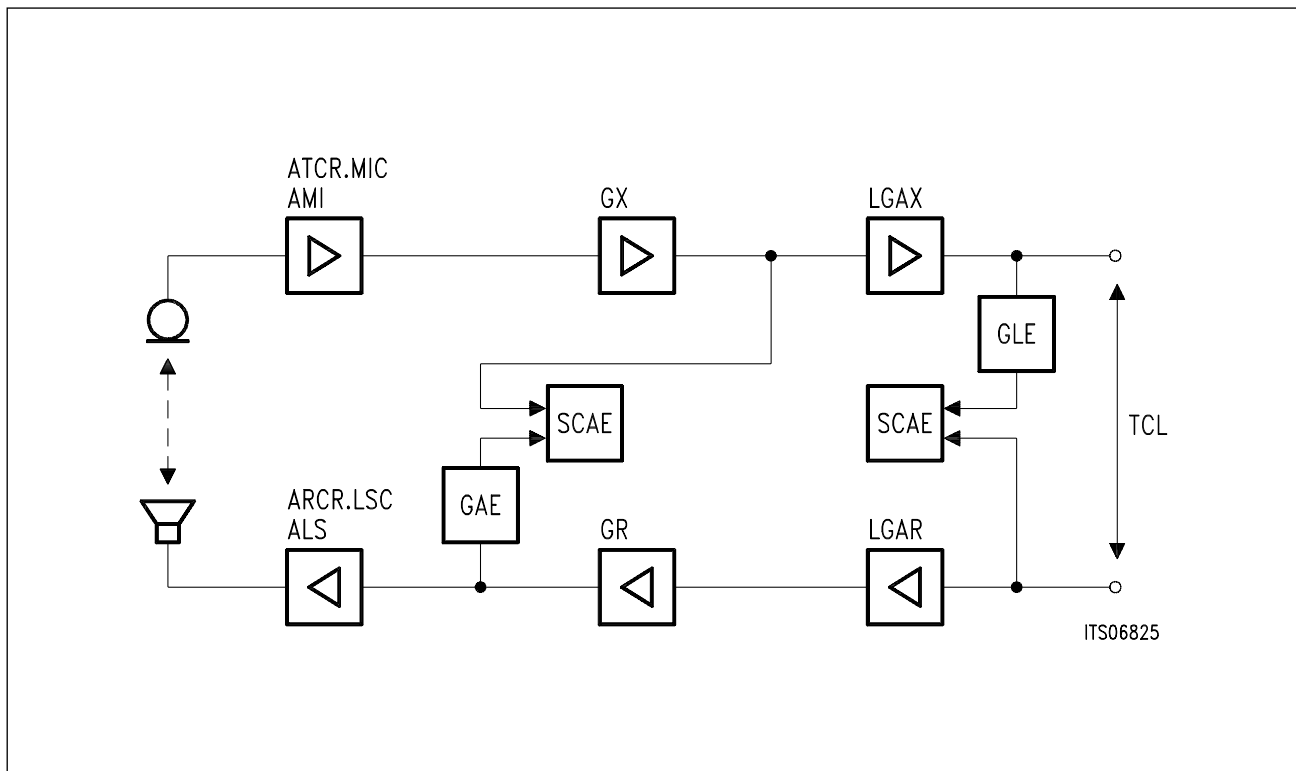 ATCR.MIC
AMI
GX
LGAX
GLE
SCAE
SCAE
TCL
GAE
ARCR.LSC
ALS
GR
LGAR
ITS06825